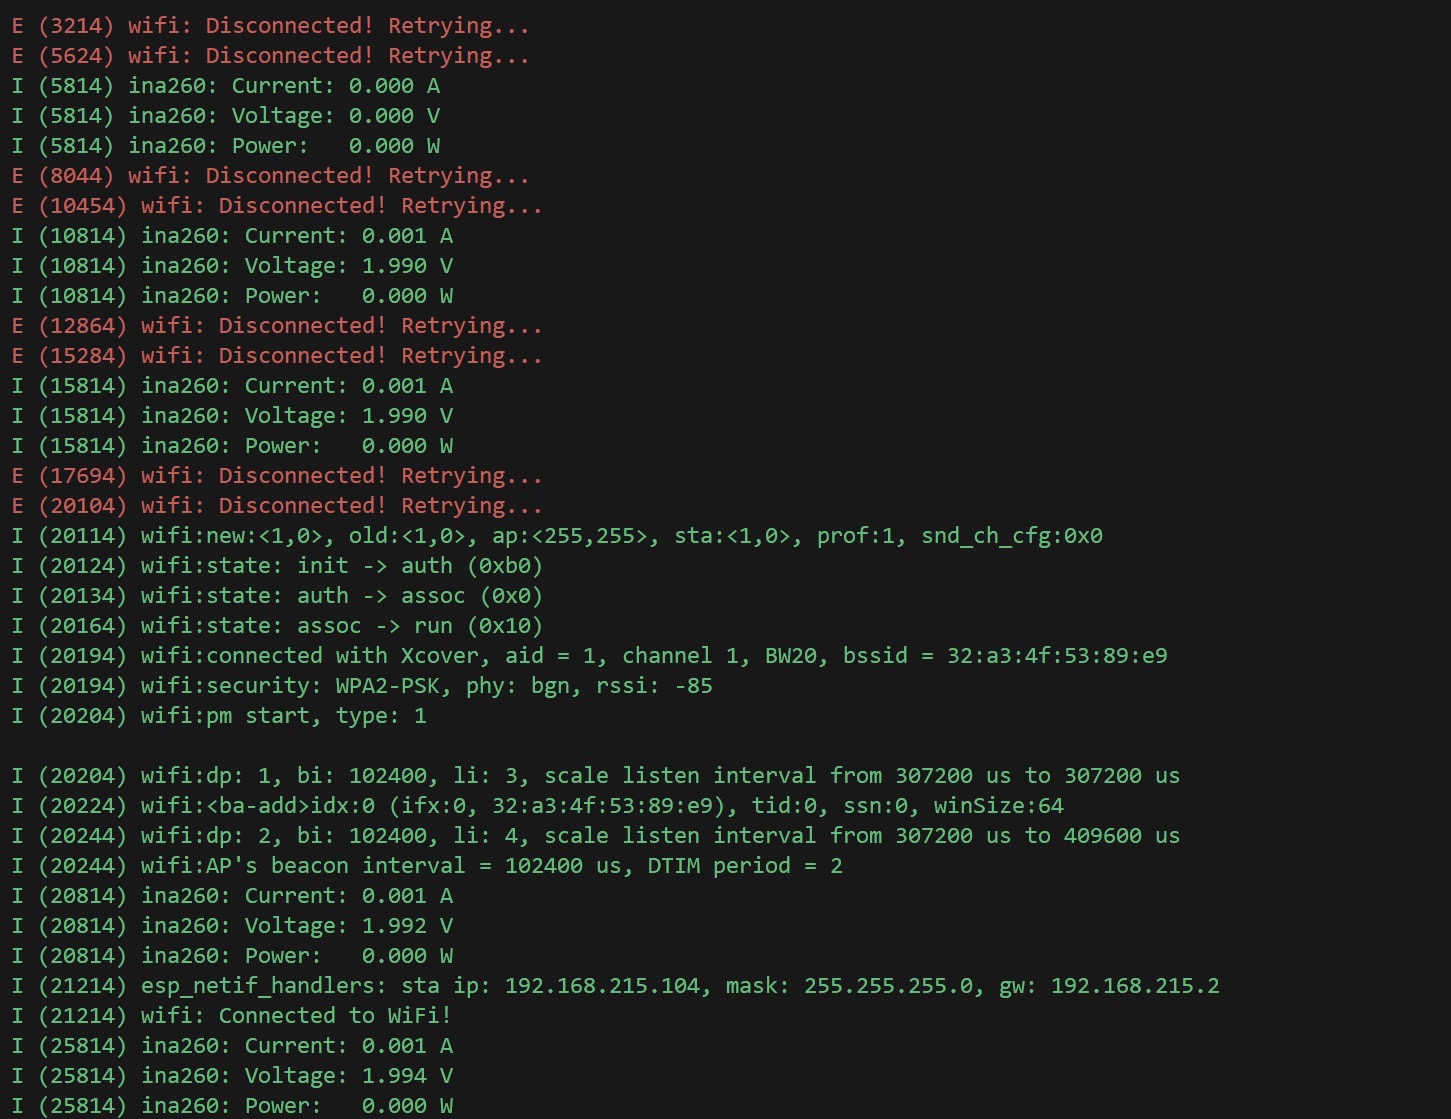 E (3214) wifi: Disconnected! Retrying...
E (5624) wifi: Disconnected! Retrying...
I (5814) ina260: Current: 0.000 A
I (5814) ina260: Voltage: 0.000 V
I (5814) ina260: Power:   0.000 W
E (8044) wifi: Disconnected! Retrying...
E (10454) wifi: Disconnected! Retrying...
I (10814) ina260: Current: 0.001 A
I (10814) ina260: Voltage: 1.990 V
I (10814) ina260: Power:   0.000 W
E (12864) wifi: Disconnected! Retrying...
E (15284) wifi: Disconnected! Retrying...
I (15814) ina260: Current: 0.001 A
I (15814) ina260: Voltage: 1.990 V
I (15814) ina260: Power:   0.000 W
E (17694) wifi: Disconnected! Retrying...
E (20104) wifi: Disconnected! Retrying...
I (20114) wifi:new:<1,0>, old:<1,0>, ap:<255,255>, sta:<1,0>, prof:1, snd_ch_cfg:0x0
I (20124) wifi:state: init -> auth (0xb0)
I (20134) wifi:state: auth -> assoc (0x0)
I (20164) wifi:state: assoc -> run (0x10)
I (20194) wifi:connected with Xcover, aid = 1, channel 1, BW20, bssid = 32:a3:4f:53:89:e9
I (20194) wifi:security: WPA2-PSK, phy: bgn, rssi: -85
I (20204) wifi:pm start, type: 1
I (20204) wifi:dp: 1, bi: 102400, li: 3, scale listen interval from 307200 us to 307200 us
I (20224) wifi:<ba-add>idx:0 (ifx:0, 32:a3:4f:53:89:e9), tid:0, ssn:0, winSize:64
I (20244) wifi:dp: 2, bi: 102400, li: 4, scale listen interval from 307200 us to 409600 us
I (20244) wifi:AP's beacon interval = 102400 us, DTIM period = 2
I (20814) ina260: Current: 0.001 A
I (20814) ina260: Voltage: 1.992 V
I (20814) ina260: Power:   0.000 W
I (21214) esp_netif_handlers: sta ip: 192.168.215.104, mask: 255.255.255.0, gw: 192.168.215.2
I (21214) wifi: Connected to WiFi!
I (25814) ina260: Current: 0.001 A
I (25814) ina260: Voltage: 1.994 V
I (25814) ina260: Power:   0.000 W